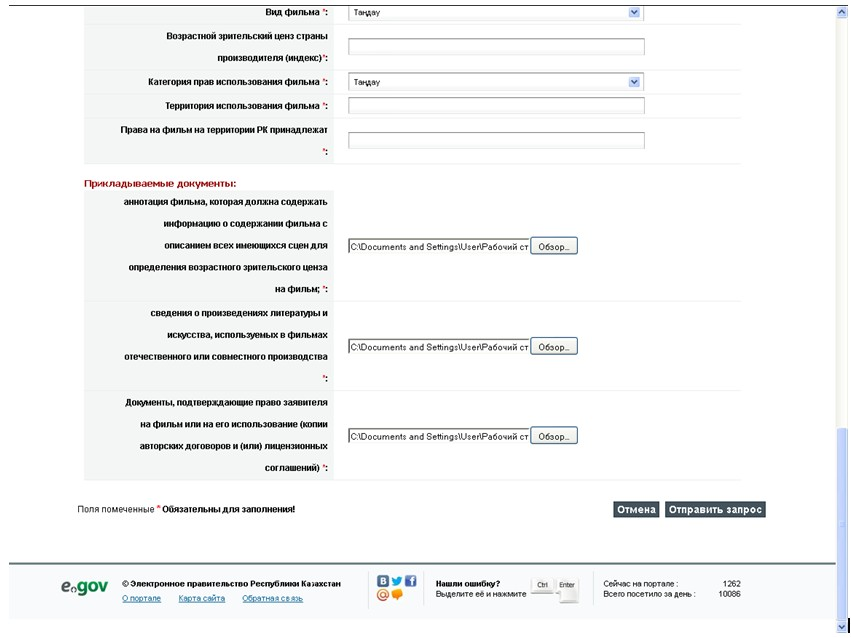 Вид фильма *: Таңдау
Возрастной зрительский ценз страны
производителя (индекс)*:
Категория прав использования фильма *: Таңдау
Территория использования фильма *:
Права на фильм на территории РК принадлежат
*:
Прикладываемые документы:
аннотация фильма, которая должна содержать
информацию о содержании фильма с
описанием всех имеющихся сцен для
определения возрастного зрительского ценза
на фильм; *:
C:\Documents and Settings\User\Рабочий ст Обзор...
сведения о произведениях литературы и
искусства, используемых в фильмах
отечественного или совместного производства
*:
C:\Documents and Settings\User\Рабочий ст Обзор...
Документы, подтверждающие право заявителя
на фильм или на его использование (копии
авторских договоров и (или) лицензионных
соглашений) *:
C:\Documents and Settings\User\Рабочий ст Обзор...
Поля помеченные * Обязательны для заполнения!
Отмена Отправить запрос
e.gov
© Электронное правительство Республики Казахстан
О портале Карта сайта Обратная связь
Нашли ошибку?
Выделите её и нажмите
Ctrl Enter
Сейчас на портале : 1262
Всего посетило за день : 10086